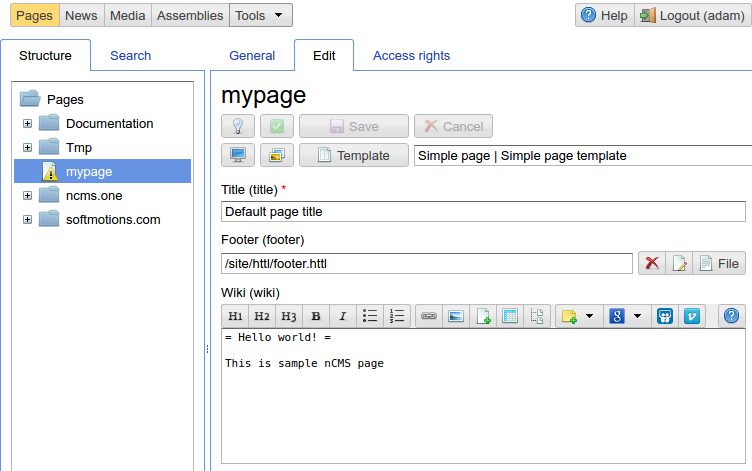 Pages News Media Assemblies Tools Help Logout (adam)
Structure Search General Edit Access rights
Pages
Documentation
Tmp
mypage
ncms.one
softmotions.com
mypage
Save Cancel
Template Simple page | Simple page template
Title (title) *
Default page title
Footer (footer)
/site/httl/footer.httl File
Wiki (wiki)
H1 H2 H3 B I
= Hello world! =
This is sample nCMS page